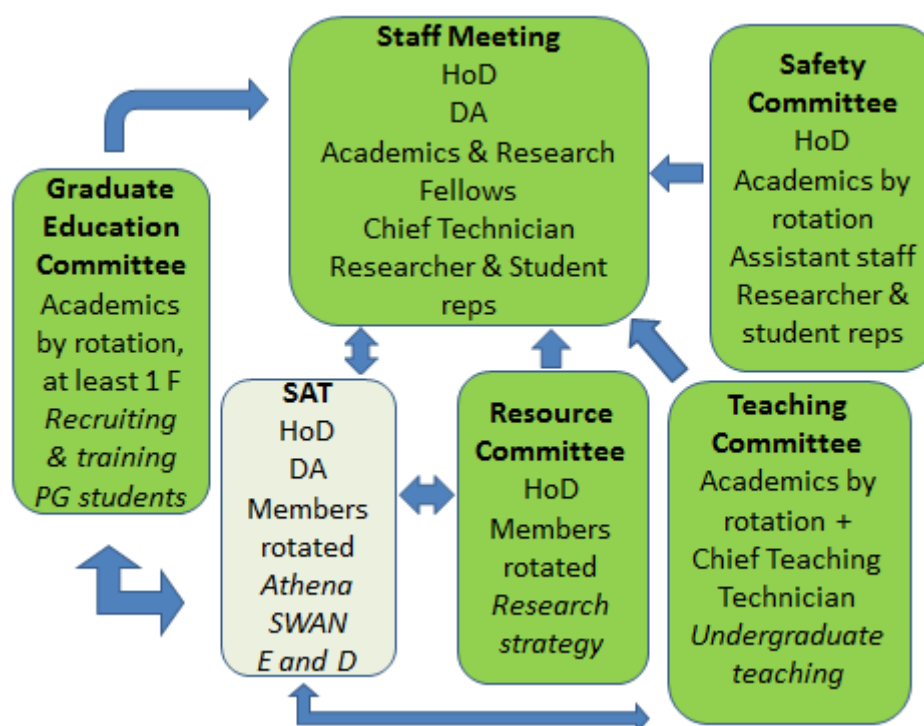 Staff Meeting
HoD
DA
Academics & Research
Fellows
Chief Technician
Researcher & Student
reps
Safety
Committee
HoD
Academics by
rotation
Assistant staff
Researcher &
student reps
Graduate
Education
Committee
Academics
by rotation,
at least 1 F
Recruiting
& training
PG students
SAT
HoD
DA
Members
rotated
Athena
SWAN
E and D
Resource
Committee
HoD
Members
rotated
Research
strategy
Teaching
Committee
Academics by
rotation +
Chief Teaching
Technician
Undergraduate
teaching